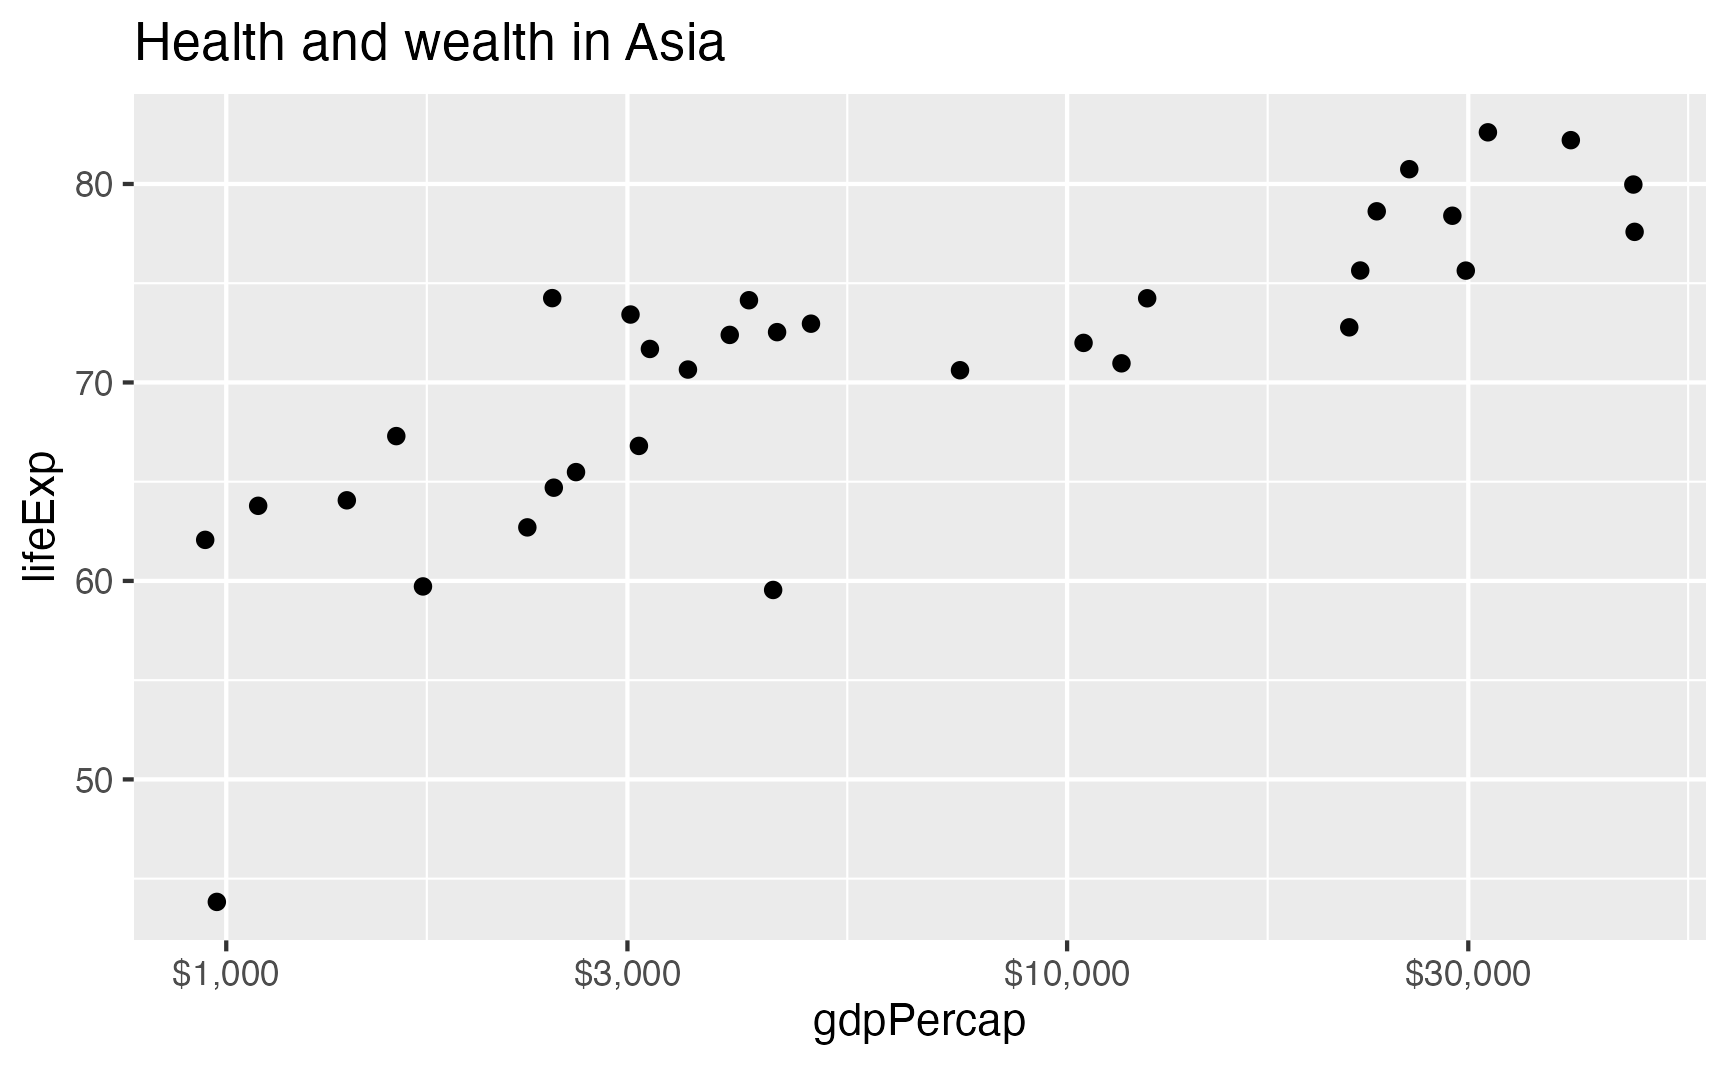 Health and wealth in Asia
lifeExp
80
70
60
50
$1,000 $3,000 $10,000 $30,000
gdpPercap